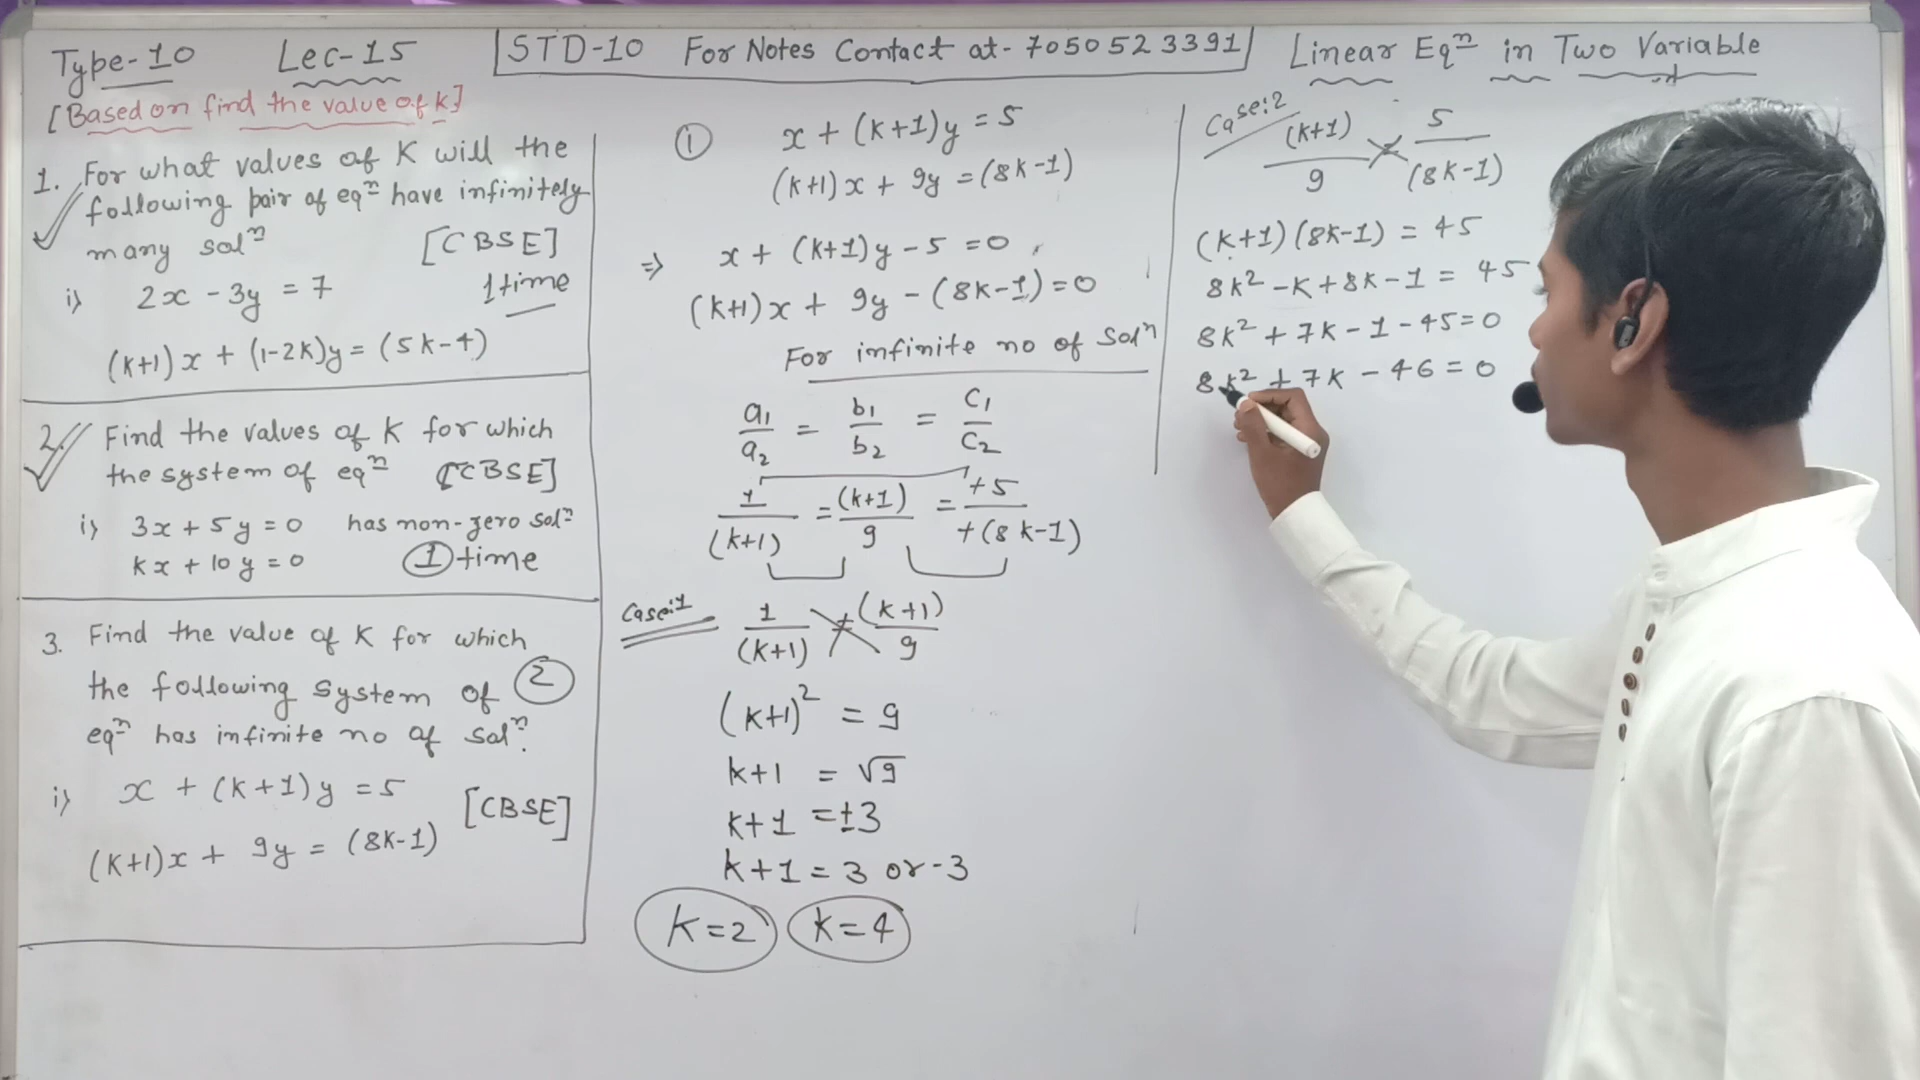 Type-10 Lec-15 STD-10 For Notes Contact at- 7050523391 Linear Eqⁿ in Two Variable
[Based on find the value of k]
1. For what values of K will the
following pair of eqⁿ have infinitely
many solⁿ [CBSE]
i) 2x - 3y = 7 1 time
(k+1)x + (1-2k)y = (5k-4)
2. Find the values of K for which
the system of eqⁿ [CBSE]
i) 3x + 5y = 0 has non-zero solⁿ
kx + 10y = 0 ① time
3. Find the value of K for which
the following system of ②
eqⁿ has infinite no of solⁿ.
i) x + (k+1)y = 5 [CBSE]
(k+1)x + 9y = (8k-1)
① x + (k+1)y = 5
(k+1)x + 9y = (8k-1)
⇒ x + (k+1)y - 5 = 0
(k+1)x + 9y - (8k-1) = 0
For infinite no of Solⁿ
a₁/a₂ = b₁/b₂ = c₁/c₂
1/(k+1) = (k+1)/9 = +5/+(8k-1)
Case:1 1/(k+1) = (k+1)/9
(k+1)² = 9
k+1 = √9
k+1 = ±3
k+1 = 3 or -3
K=2 k=4
Case:2
(k+1)/9 = 5/(8k-1)
(k+1)(8k-1) = 45
8k² - k + 8k - 1 = 45
8k² + 7k - 1 - 45 = 0
8k² + 7k - 46 = 0